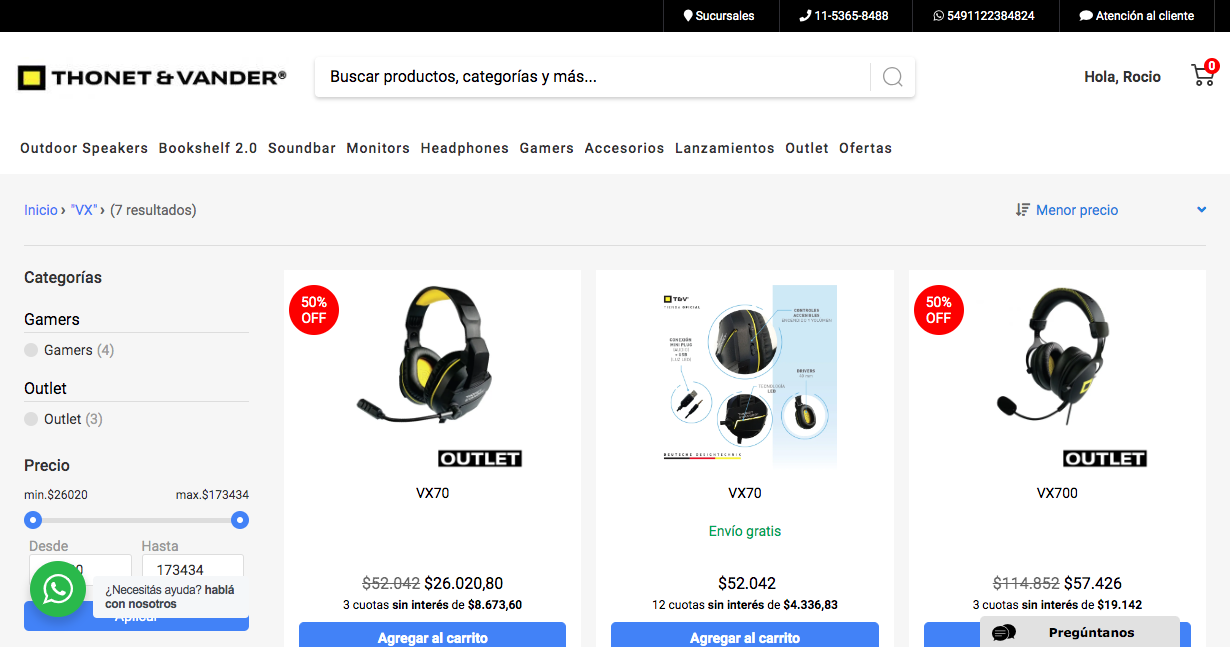 Sucursales
11-5365-8488
5491122384824
Atención al cliente
THONET & VANDER®
Buscar productos, categorías y más...
Hola, Rocio
0
Outdoor Speakers Bookshelf 2.0 Soundbar Monitors Headphones Gamers Accesorios Lanzamientos Outlet Ofertas
Inicio › "VX" › (7 resultados)
Menor precio
Categorías
Gamers
Gamers (4)
Outlet
Outlet (3)
Precio
min.$26020 max.$173434
Desde Hasta
173434
¿Necesitás ayuda? hablá
con nosotros
Aplicar
50%
OFF
OUTLET
VX70
$52.042 $26.020,80
3 cuotas sin interés de $8.673,60
Agregar al carrito
T&V
TIENDA OFICIAL
CONTROLES
ACCESIBLES
CONEXIÓN
MINI PLUG
+ USB
DRIVERS
TECNOLOGÍA
LED
DEUTSCHE DESIGNTECHNIC
VX70
Envío gratis
$52.042
12 cuotas sin interés de $4.336,83
Agregar al carrito
50%
OFF
OUTLET
VX700
$114.852 $57.426
3 cuotas sin interés de $19.142
Pregúntanos